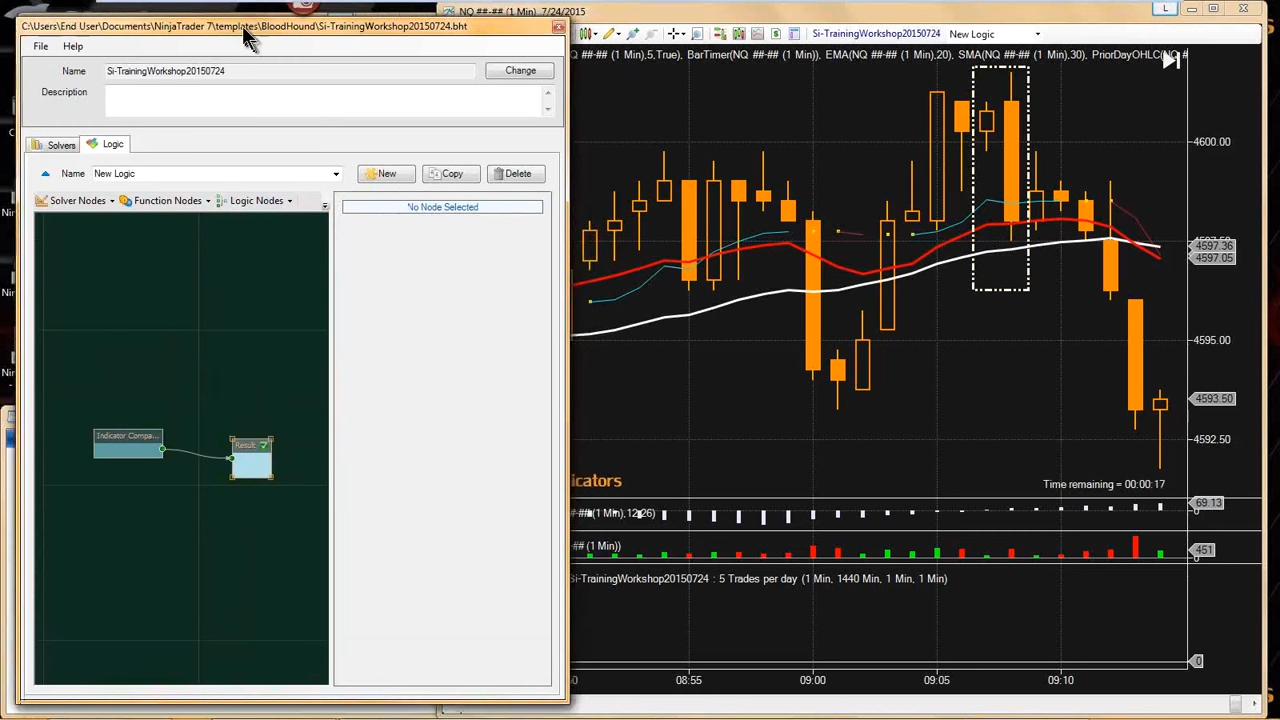 C:\Users\End User\Documents\NinjaTrader 7\templates\BloodHound\Si-TrainingWorkshop20150724.bht
File Help
Name Si-TrainingWorkshop20150724 Change
Description
Solvers Logic
Name New Logic New Copy Delete
Solver Nodes Function Nodes Logic Nodes
No Node Selected
Indicator Compa...
Result
NQ ##-## (1 Min) 7/24/2015
L
Si-TrainingWorkshop20150724 New Logic
NQ ##-## (1 Min),5,True), BarTimer(NQ ##-## (1 Min)), EMA(NQ ##-## (1 Min),20), SMA(NQ ##-## (1 Min),30), PriorDayOHLC(NQ #
4600.00
4597.36
4597.05
4595.00
4593.50
4592.50
icators
Time remaining = 00:00:17
##(1 Min),12,26)
69.13
## (1 Min))
451
Si-TrainingWorkshop20150724 : 5 Trades per day (1 Min, 1440 Min, 1 Min, 1 Min)
0
08:55 09:00 09:05 09:10